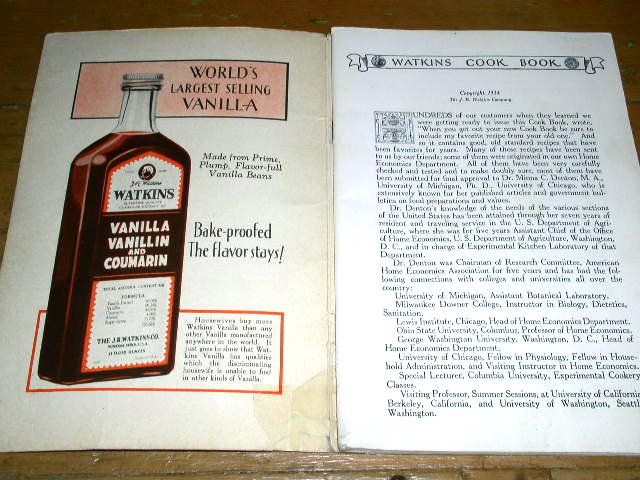 WORLD'S
LARGEST SELLING
VANILLA
Made from Prime,
Plump, Flavor-full
Vanilla Beans
J.R. Watkins
WATKINS
VANILLA
VANILLIN
AND
COUMARIN
Bake-proofed
The flavor stays!
TOTAL ALCOHOL CONTENT
FORMULA
THE J.R.WATKINS CO.
WINONA, MINN. U.S.A.
11 FLUID OUNCES
Housewives buy more
Watkins Vanilla than any
other Vanilla manufactured
anywhere in the world. It
just goes to show that Wat-
kins Vanilla has qualities
which the discriminating
housewife is unable to find
in other kinds of Vanilla.
WATKINS COOK BOOK
Copyright, 1934
The J. R. Watkins Company
HUNDREDS of our customers when they learned we
were getting ready to issue this Cook Book, wrote,
"When you get out your new Cook Book be sure to
include my favorite recipe from your old one." And
so it contains good, old standard recipes that have
been favorites for years. Many of these recipes have been sent
to us by our friends; some of them were originated in our own Home
Economics Department. All of them have been very carefully
checked and tested and to make doubly sure, most of them have
been submitted for final approval to Dr. Minna C. Denton, M. A.,
University of Michigan, Ph. D., University of Chicago, who is
extensively known for her published articles and government bul-
letins on food preparations and values.
Dr. Denton's knowledge of the needs of the various sections
of the United States has been attained through her seven years of
resident and traveling service in the U. S. Department of Agri-
culture, where she was for five years Assistant Chief of the Office
of Home Economics, U. S. Department of Agriculture, Washington,
D. C., and in charge of Experimental Kitchen Laboratory of that
Department.
Dr. Denton was Chairman of Research Committee, American
Home Economics Association for five years and has had the fol-
lowing connections with colleges and universities all over the
country:
University of Michigan, Assistant Botanical Laboratory.
Milwaukee Downer College, Instructor in Biology, Dietetics,
Sanitation.
Lewis Institute, Chicago, Head of Home Economics Department.
Ohio State University, Columbus, Professor of Home Economics.
George Washington University, Washington, D. C., Head of
Home Economics Department.
University of Chicago, Fellow in Physiology, Fellow in House-
hold Administration, and Visiting Instructor in Home Economics.
Special Lecturer, Columbia University, Experimental Cookery
Classes.
Visiting Professor, Summer Sessions, at University of California
Berkeley, California, and University of Washington, Seattle
Washington.